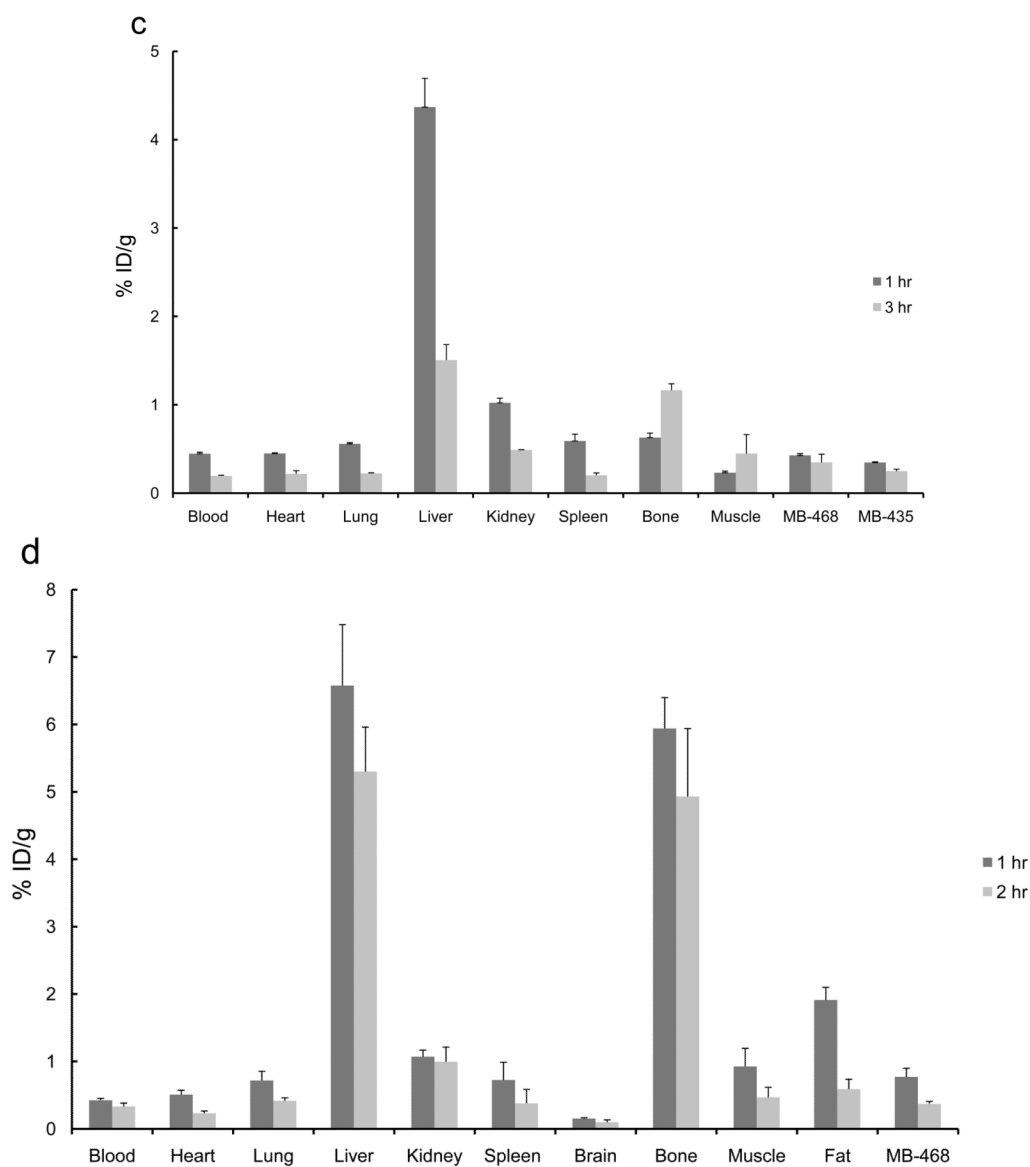 c
5
4
3
2
1
0
% ID/g
1 hr
3 hr
Blood Heart Lung Liver Kidney Spleen Bone Muscle MB-468 MB-435
d
8
7
6
5
4
3
2
1
0
% ID/g
1 hr
2 hr
Blood Heart Lung Liver Kidney Spleen Brain Bone Muscle Fat MB-468